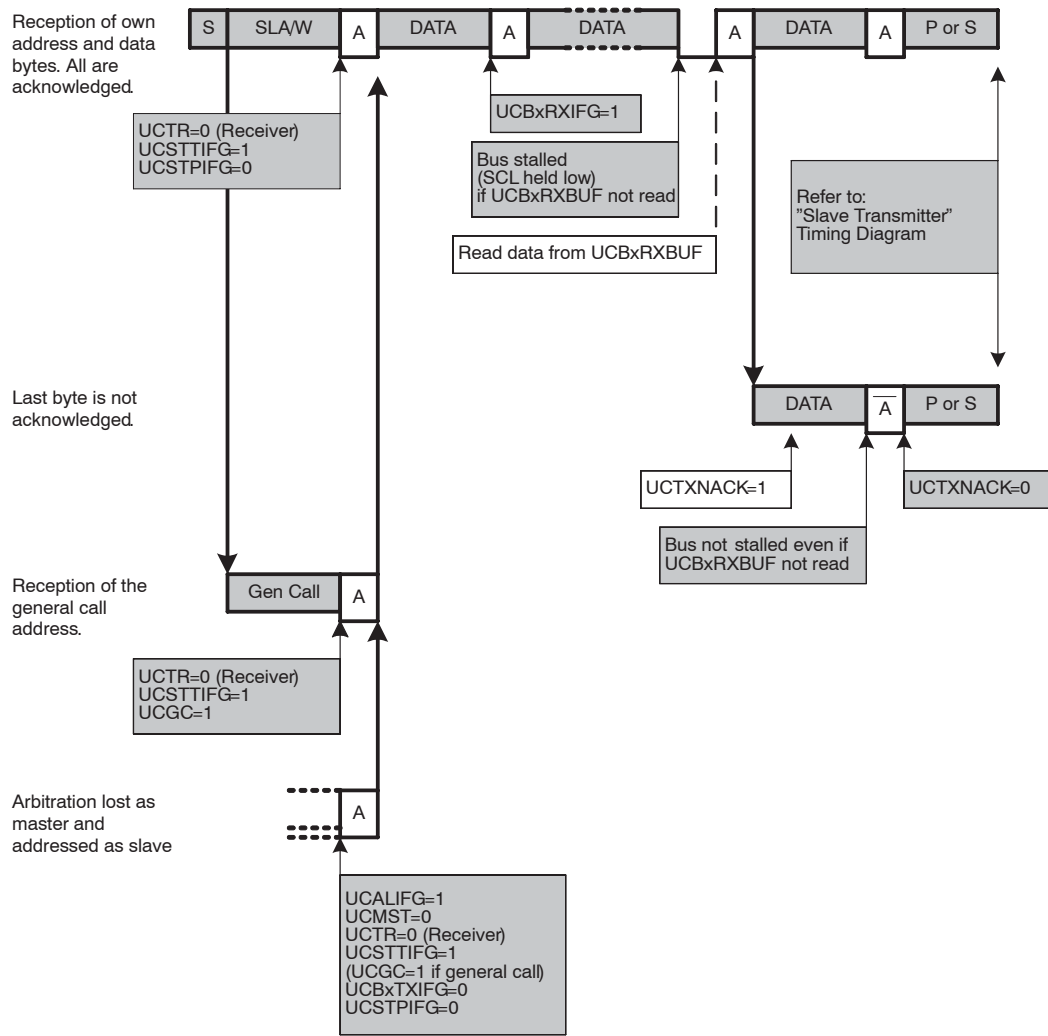 Reception of own
address and data
bytes. All are
acknowledged.
S SLA/W A DATA A DATA A DATA A P or S
UCTR=0 (Receiver)
UCSTTIFG=1
UCSTPIFG=0
UCBxRXIFG=1
Bus stalled
(SCL held low)
if UCBxRXBUF not read
Read data from UCBxRXBUF
Refer to:
”Slave Transmitter”
Timing Diagram
Last byte is not
acknowledged.
DATA A P or S
UCTXNACK=1
UCTXNACK=0
Bus not stalled even if
UCBxRXBUF not read
Reception of the
general call
address.
Gen Call A
UCTR=0 (Receiver)
UCSTTIFG=1
UCGC=1
Arbitration lost as
master and
addressed as slave
A
UCALIFG=1
UCMST=0
UCTR=0 (Receiver)
UCSTTIFG=1
(UCGC=1 if general call)
UCBxTXIFG=0
UCSTPIFG=0